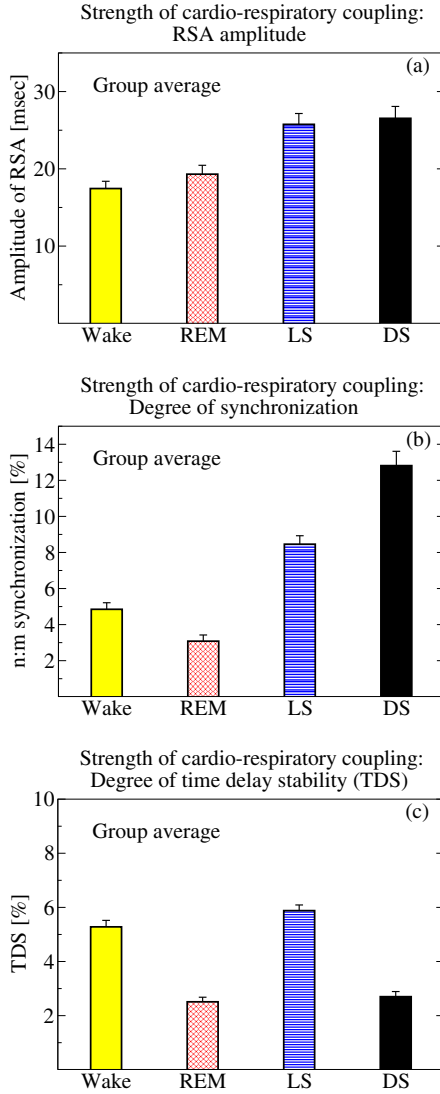 Strength of cardio-respiratory coupling:
RSA amplitude
(a)
Group average
Amplitude of RSA [msec]
30
20
10
Wake REM LS DS
Strength of cardio-respiratory coupling:
Degree of synchronization
(b)
Group average
n:m synchronization [%]
14
12
10
8
6
4
2
Wake REM LS DS
Strength of cardio-respiratory coupling:
Degree of time delay stability (TDS)
(c)
Group average
TDS [%]
10
8
6
4
2
Wake REM LS DS